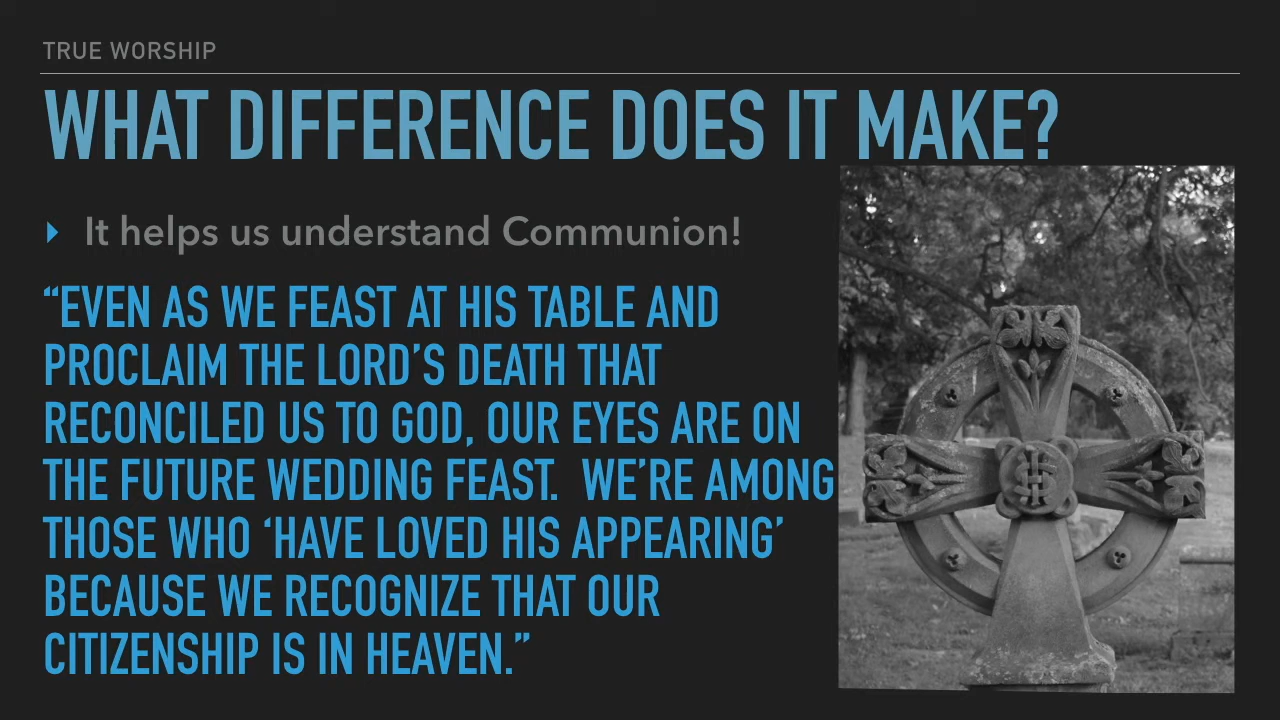 TRUE WORSHIP
WHAT DIFFERENCE DOES IT MAKE?
It helps us understand Communion!
“EVEN AS WE FEAST AT HIS TABLE AND
PROCLAIM THE LORD’S DEATH THAT
RECONCILED US TO GOD, OUR EYES ARE ON
THE FUTURE WEDDING FEAST.  WE’RE AMONG
THOSE WHO ‘HAVE LOVED HIS APPEARING’
BECAUSE WE RECOGNIZE THAT OUR
CITIZENSHIP IS IN HEAVEN.”